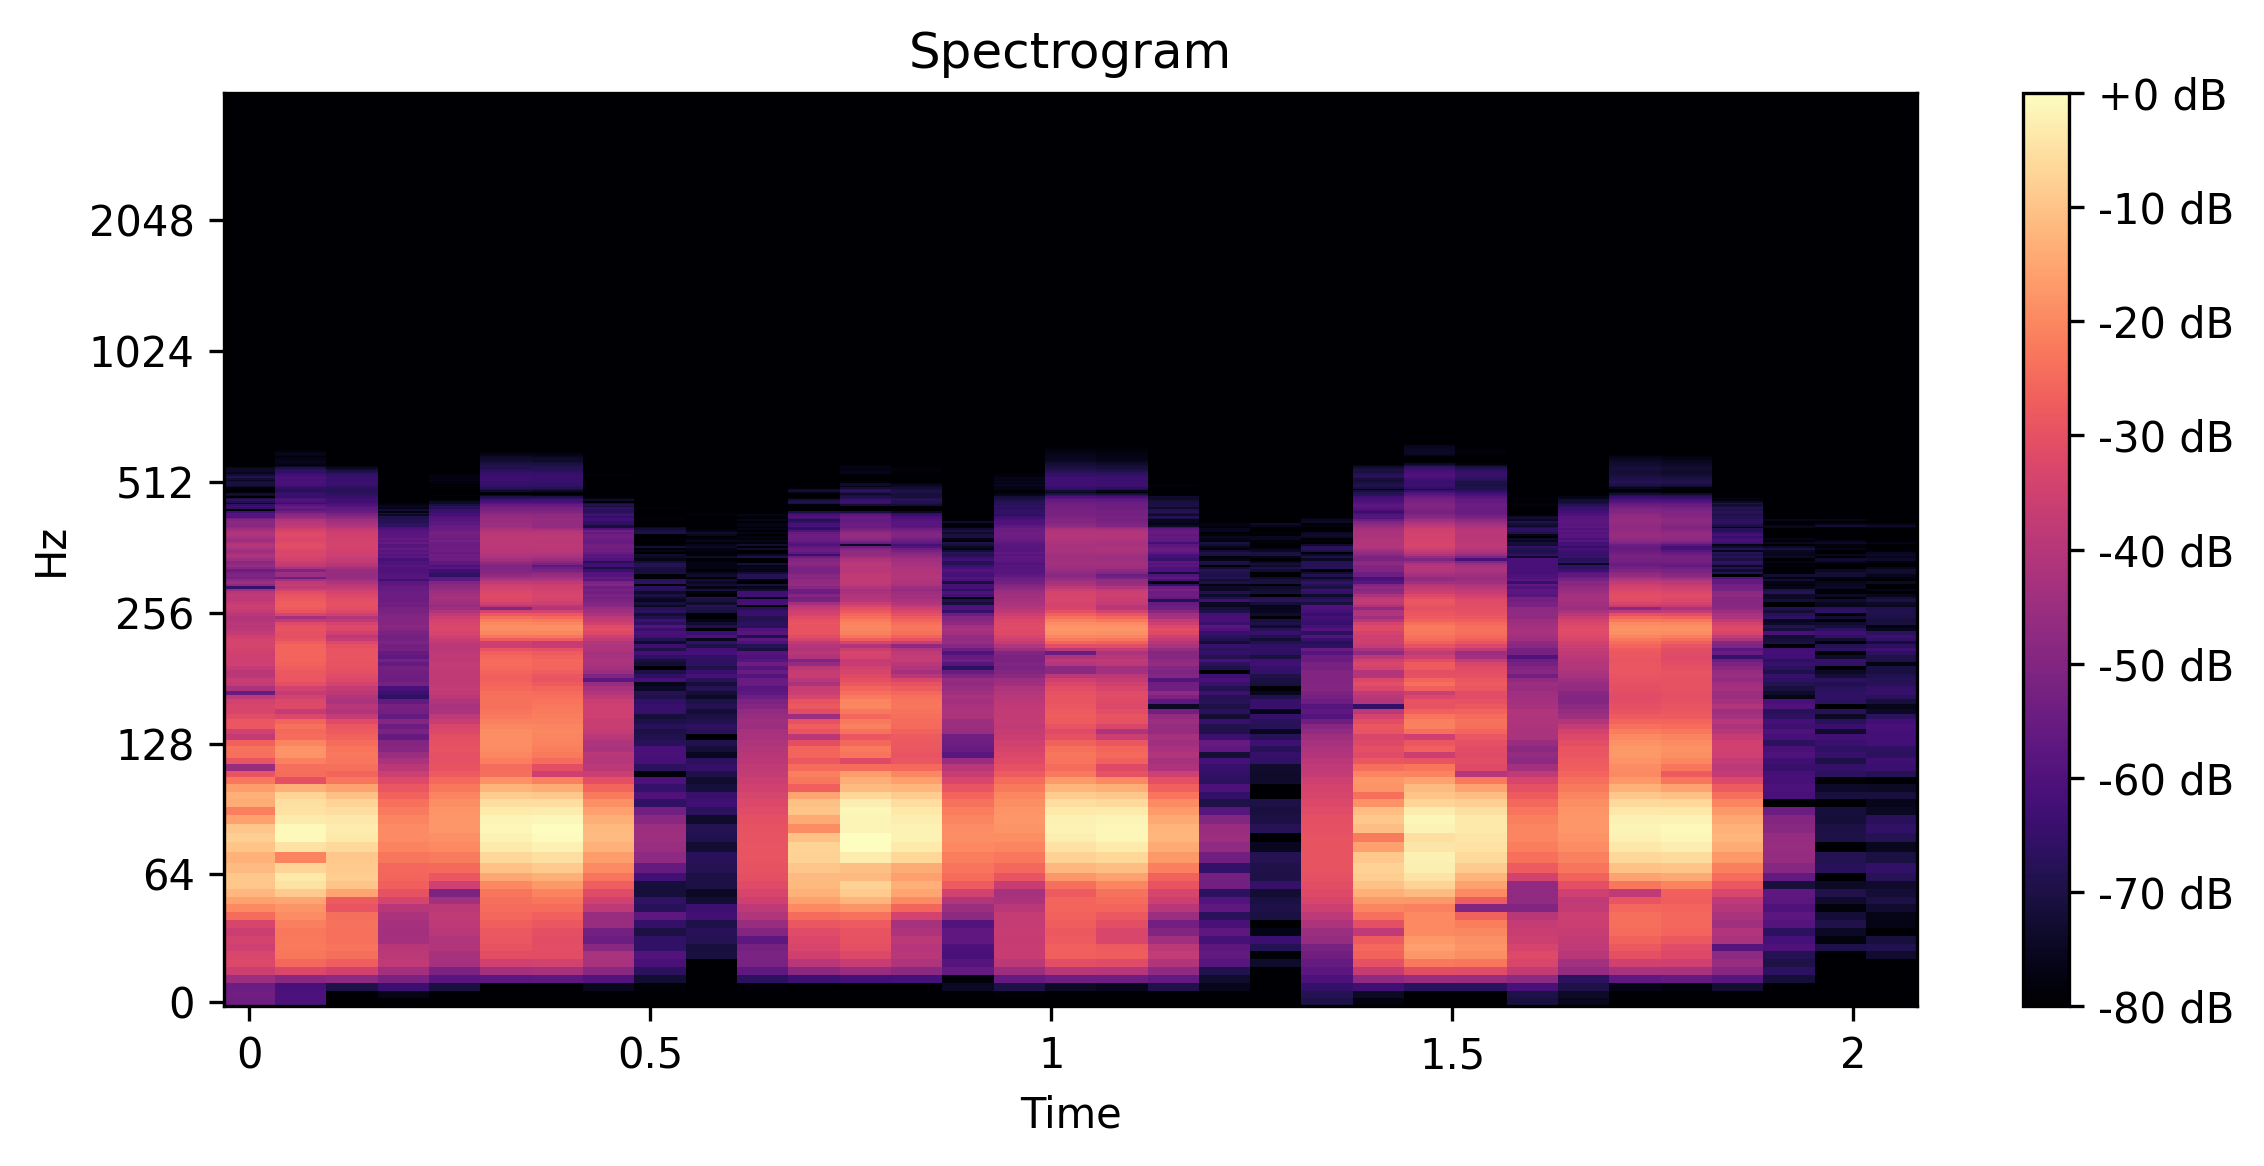 Spectrogram
Hz
2048
1024
512
256
128
64
0
0 0.5 1 1.5 2
Time
+0 dB
-10 dB
-20 dB
-30 dB
-40 dB
-50 dB
-60 dB
-70 dB
-80 dB